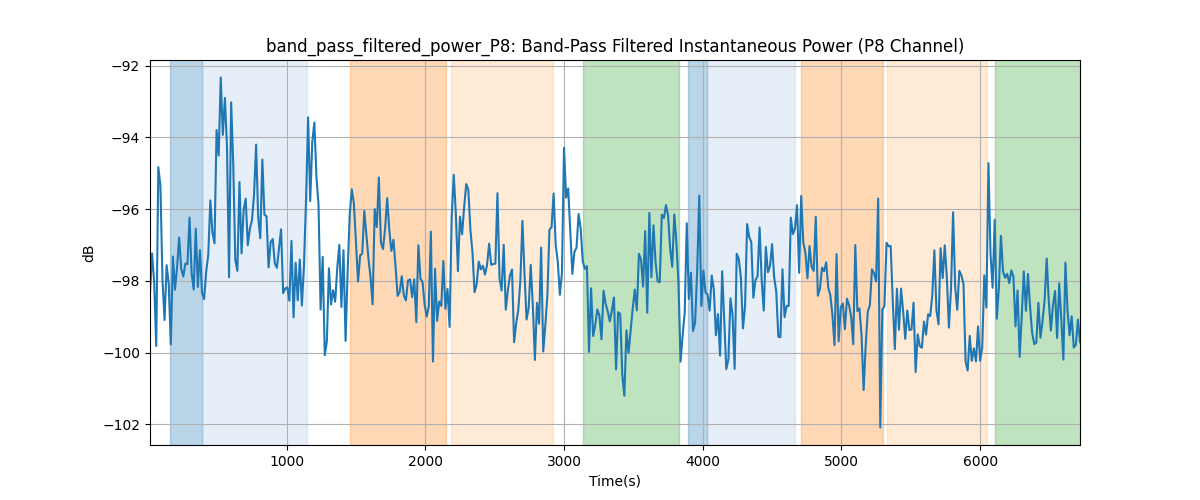 band_pass_filtered_power_P8: Band-Pass Filtered Instantaneous Power (P8 Channel)
−92
−94
−96
−98
−100
−102
dB
1000 2000 3000 4000 5000 6000
Time(s)